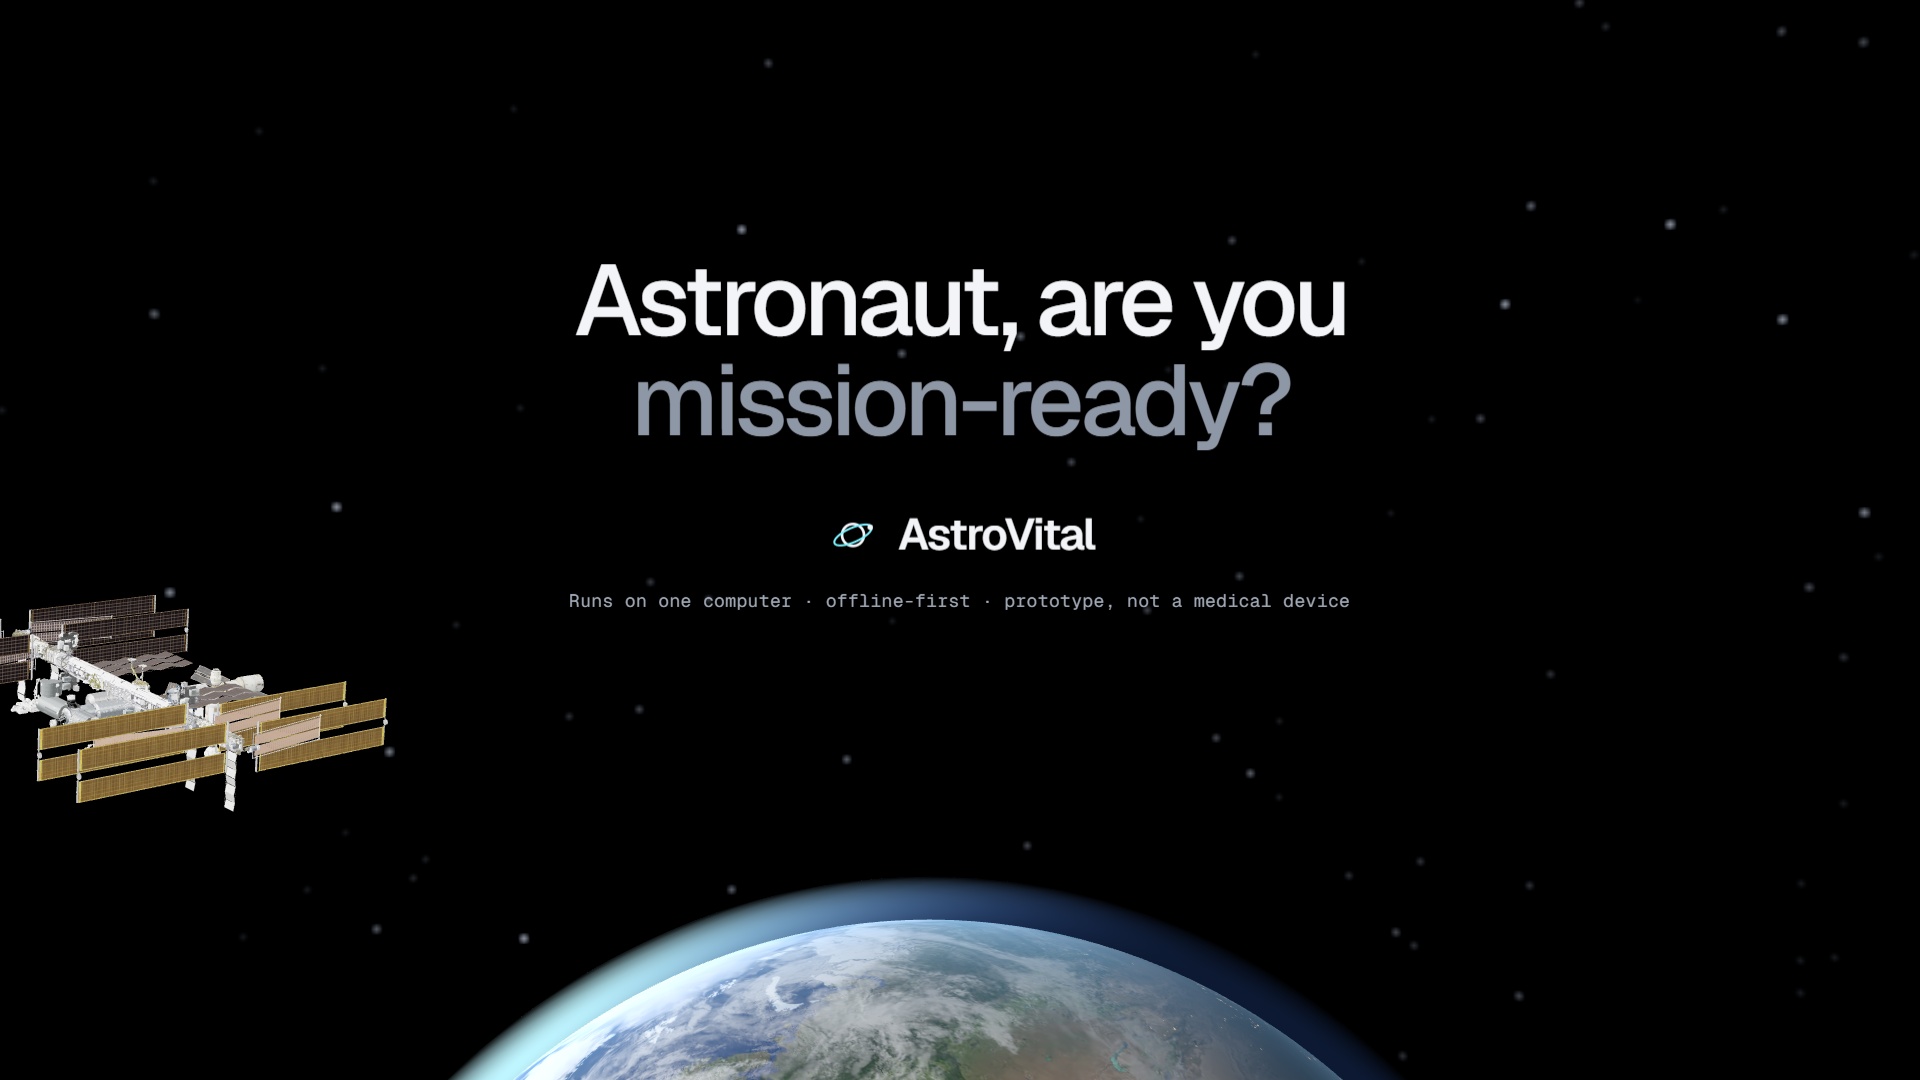 Astronaut, are you
mission-ready?
AstroVital
Runs on one computer · offline-first · prototype, not a medical device